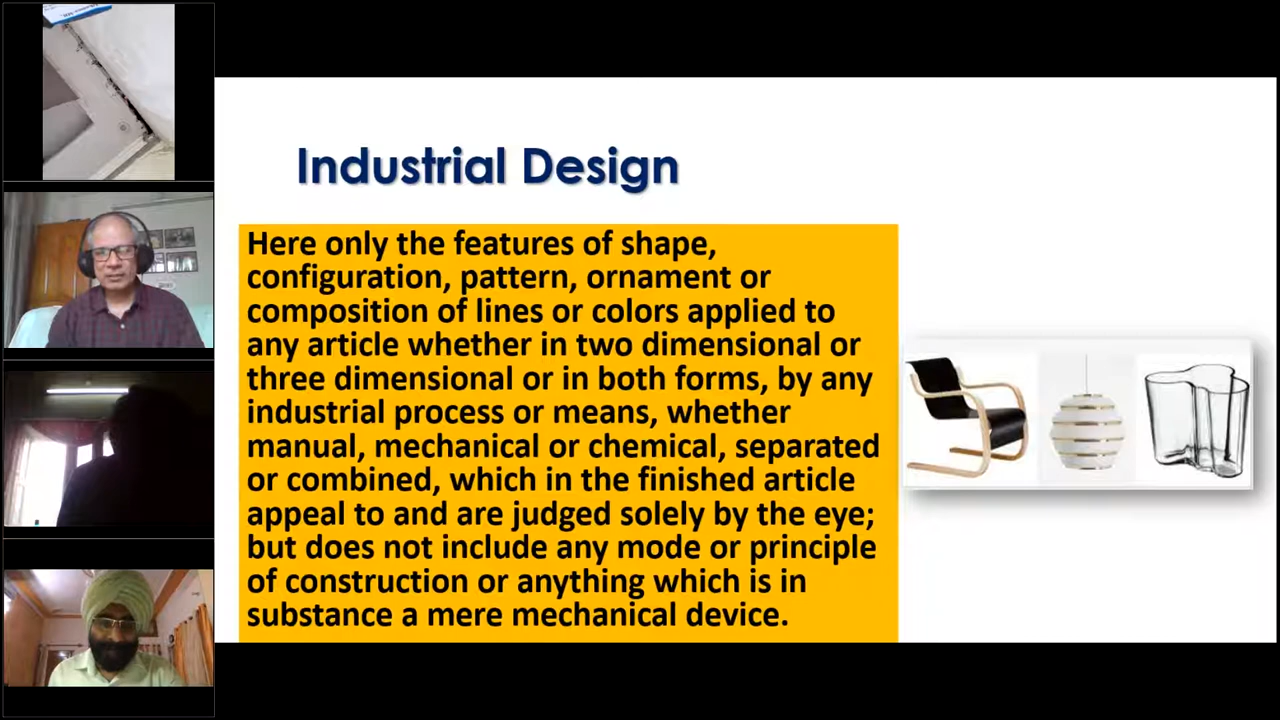 Industrial Design
Here only the features of shape,
configuration, pattern, ornament or
composition of lines or colors applied to
any article whether in two dimensional or
three dimensional or in both forms, by any
industrial process or means, whether
manual, mechanical or chemical, separated
or combined, which in the finished article
appeal to and are judged solely by the eye;
but does not include any mode or principle
of construction or anything which is in
substance a mere mechanical device.